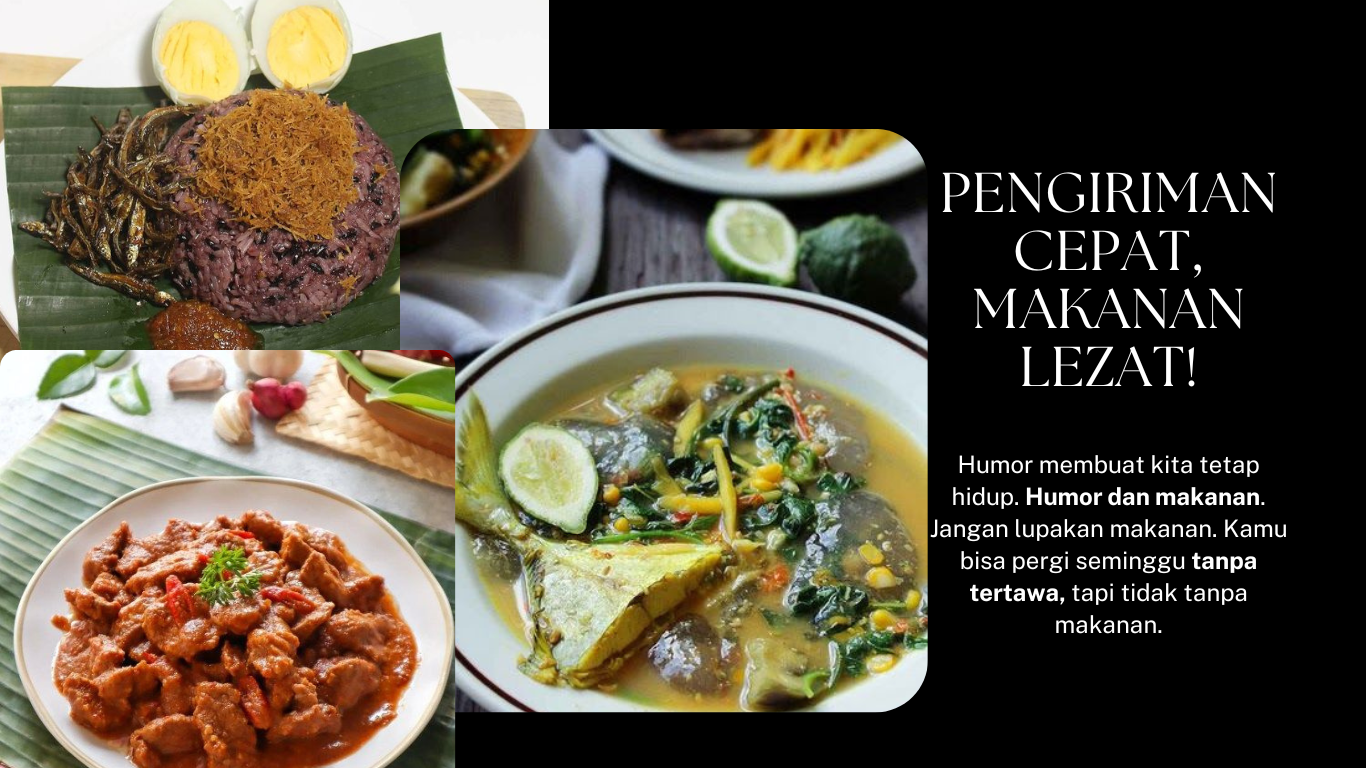 PENGIRIMAN
CEPAT,
MAKANAN
LEZAT!
Humor membuat kita tetap
hidup. Humor dan makanan.
Jangan lupakan makanan. Kamu
bisa pergi seminggu tanpa
tertawa, tapi tidak tanpa
makanan.